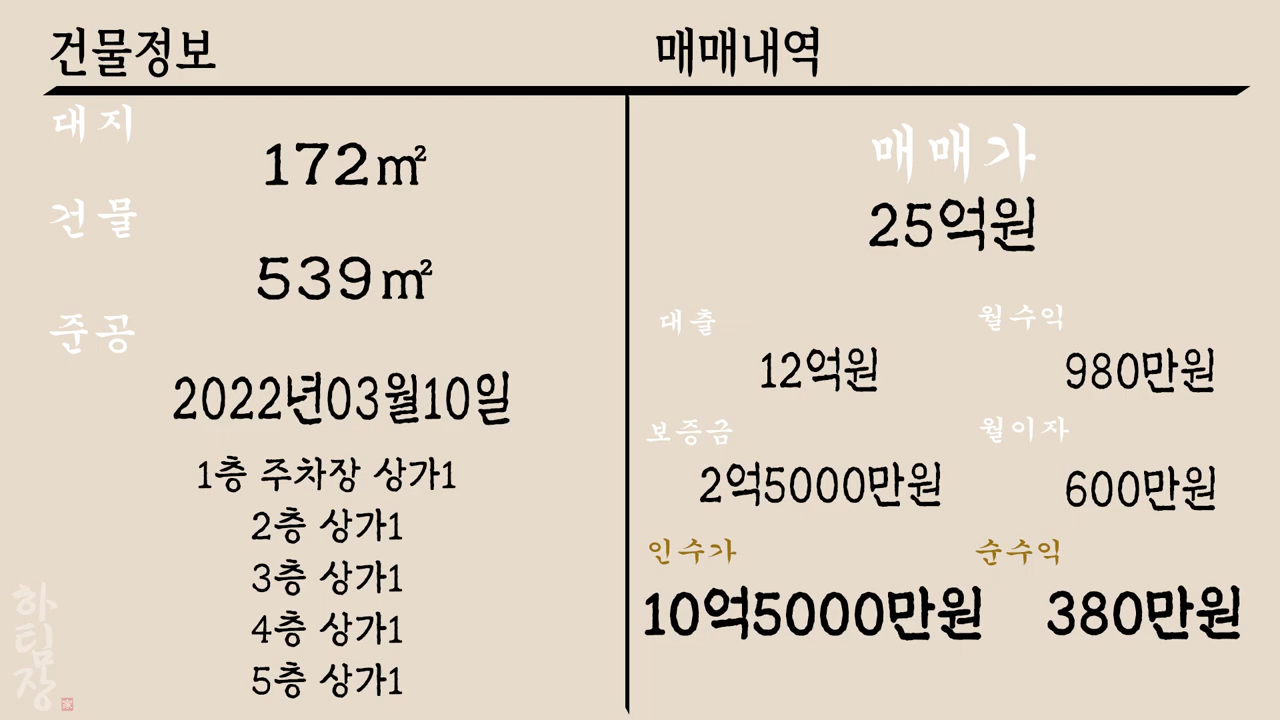 건물정보
대지
172㎡
건물
539㎡
준공
2022년03월10일
1층 주차장 상가1
2층 상가1
3층 상가1
4층 상가1
5층 상가1
매매내역
매매가
25억원
대출
12억원
월수익
980만원
보증금
2억5000만원
월이자
600만원
인수가
10억5000만원
순수익
380만원
하팀장